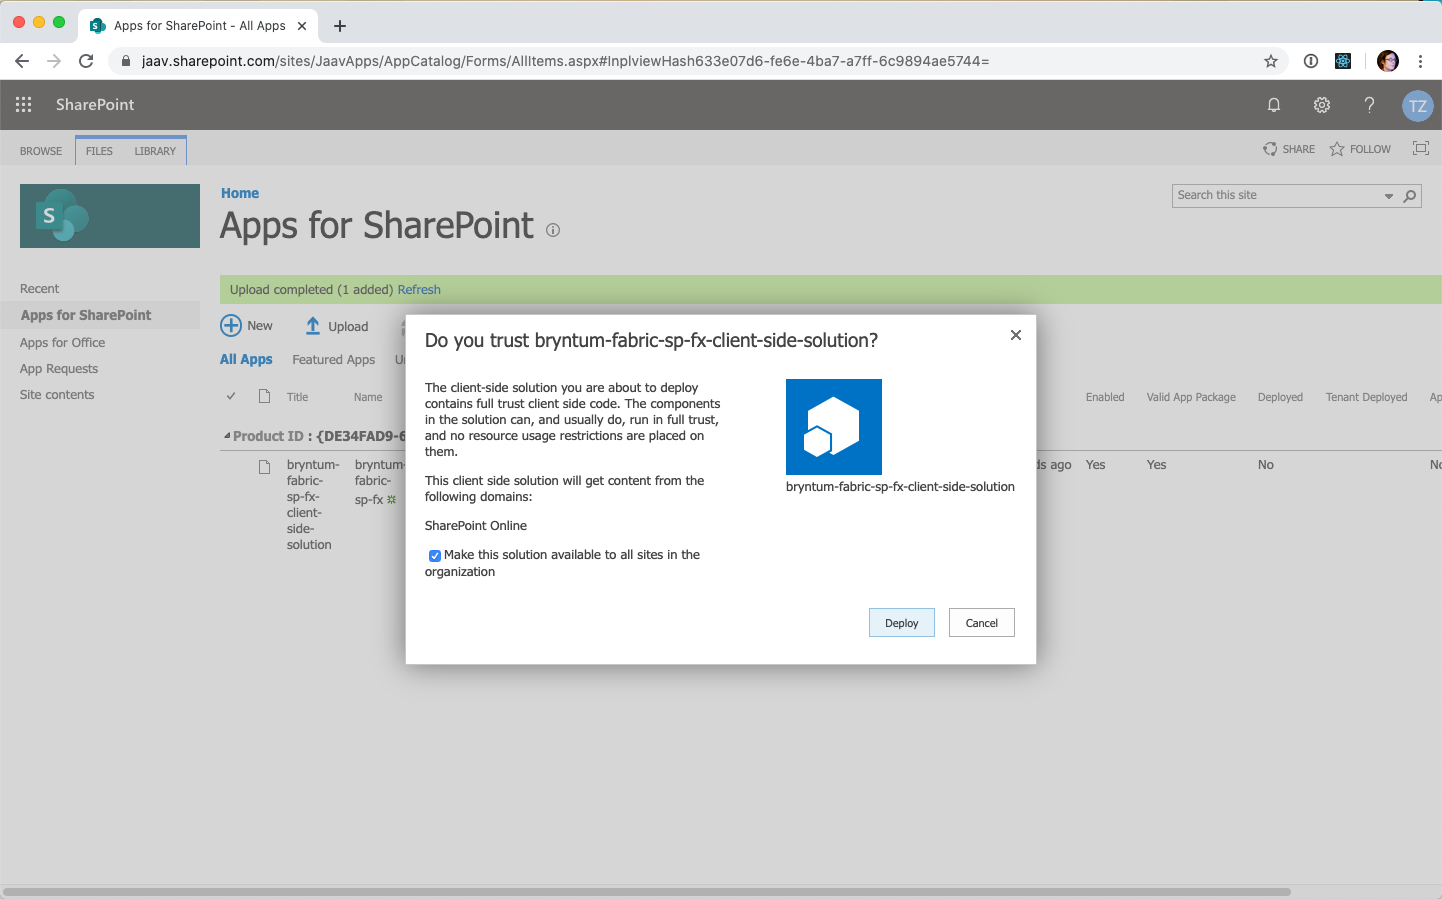 Apps for SharePoint - All Apps
jaav.sharepoint.com/sites/JaavApps/AppCatalog/Forms/AllItems.aspx#InplviewHash633e07d6-fe6e-4ba7-a7ff-6c9894ae5744=
SharePoint
TZ
BROWSE FILES LIBRARY
SHARE FOLLOW
S
Home
Search this site
Apps for SharePoint
Recent
Apps for SharePoint
Apps for Office
App Requests
Site contents
Upload completed (1 added) Refresh
New Upload
All Apps Featured Apps
Title Name
Enabled Valid App Package Deployed Tenant Deployed
Product ID : {DE34FAD9-6
bryntum-
fabric-
sp-fx-
client-
side-
solution
bryntum-
fabric-
sp-fx
ago Yes Yes No
Do you trust bryntum-fabric-sp-fx-client-side-solution?
The client-side solution you are about to deploy
contains full trust client side code. The components
in the solution can, and usually do, run in full trust,
and no resource usage restrictions are placed on
them.
This client side solution will get content from the
following domains:
SharePoint Online
Make this solution available to all sites in the
organization
bryntum-fabric-sp-fx-client-side-solution
Deploy Cancel